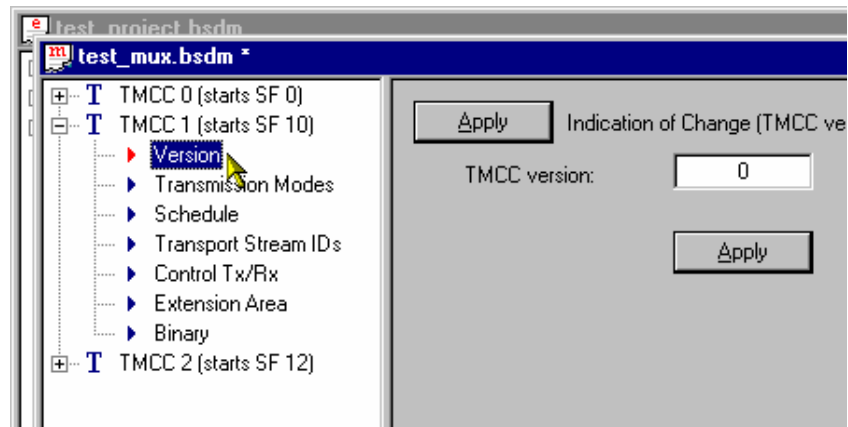 e test_project.bsdm
m test_mux.bsdm *
T TMCC 0 (starts SF 0)
T TMCC 1 (starts SF 10)
Version
Transmission Modes
Schedule
Transport Stream IDs
Control Tx/Rx
Extension Area
Binary
T TMCC 2 (starts SF 12)
Apply Indication of Change (TMCC ve
TMCC version: 0
Apply